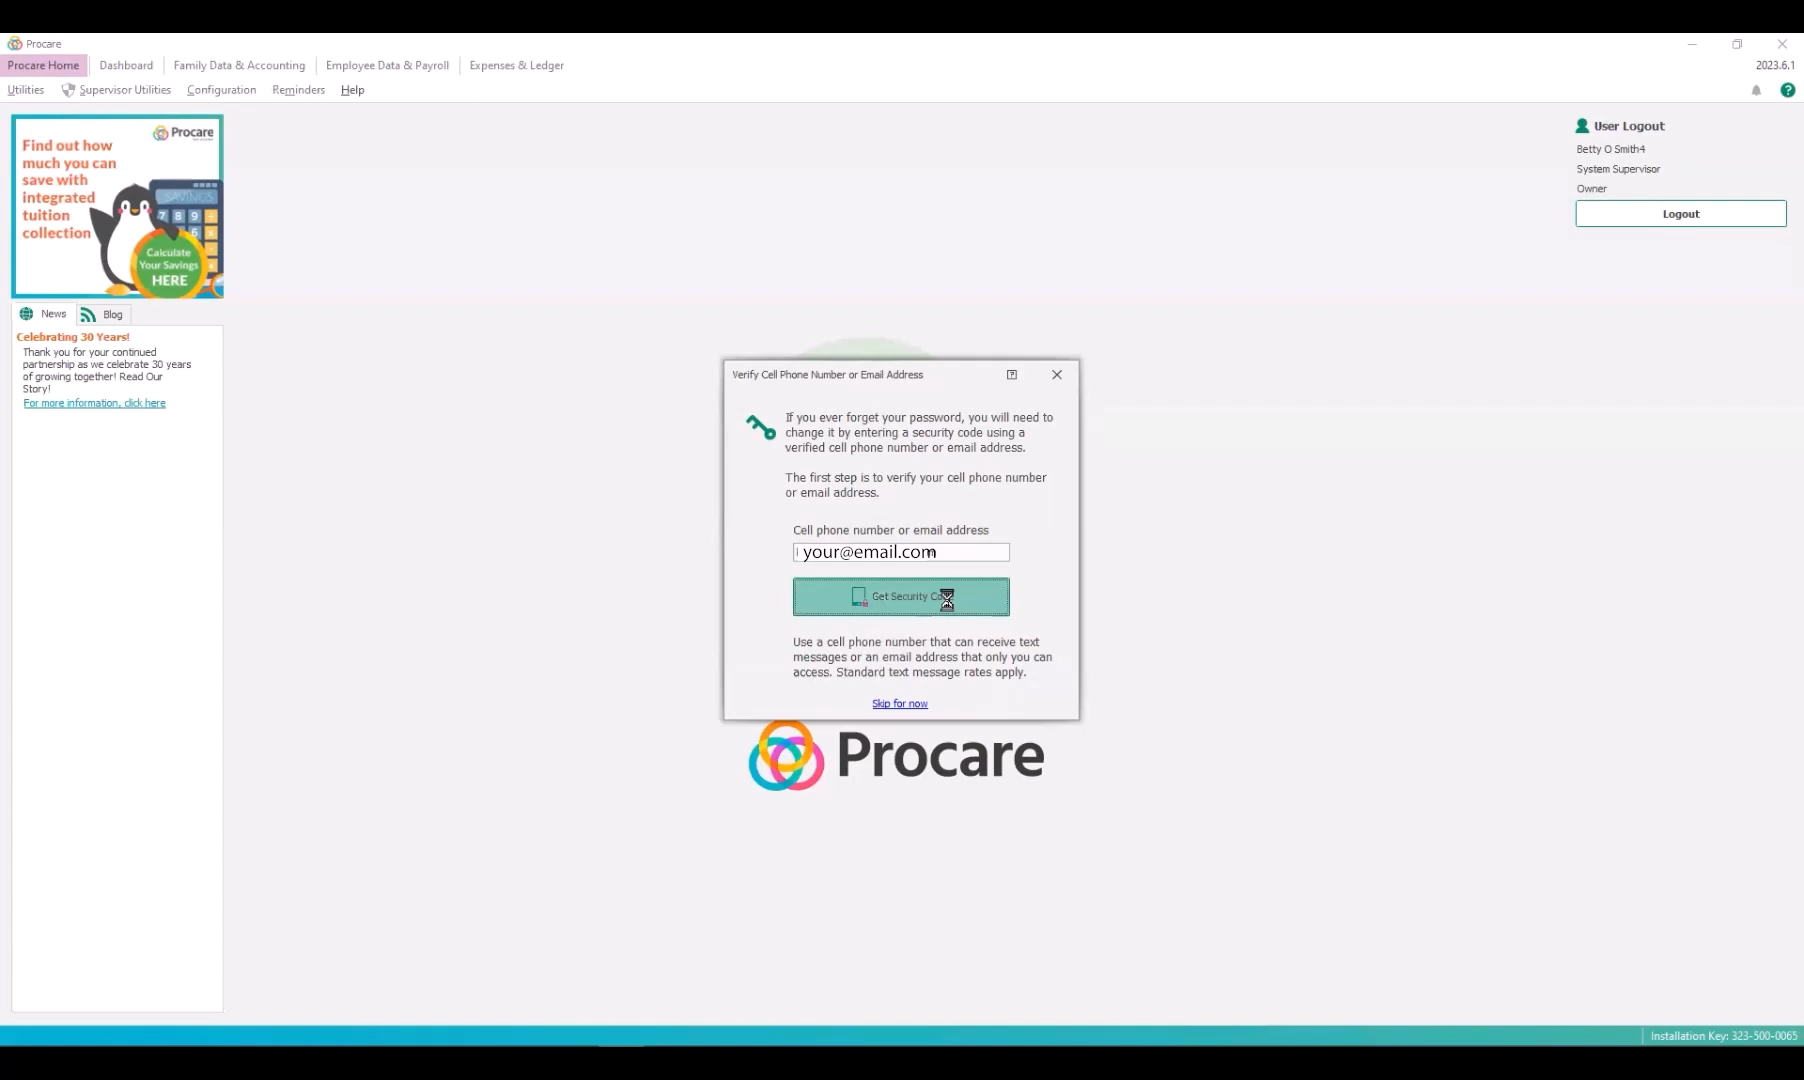 Procare
Procare Home Dashboard Family Data & Accounting Employee Data & Payroll Expenses & Ledger 2023.6.1
Utilities Supervisor Utilities Configuration Reminders Help ?
Procare
Find out how
much you can
save with
integrated
tuition
collection
SAVINGS
7 8 9
6
Calculate
Your Savings
HERE
User Logout
Betty O Smith4
System Supervisor
Owner
Logout
News Blog
Celebrating 30 Years!
Thank you for your continued
partnership as we celebrate 30 years
of growing together! Read Our
Story!
For more information, click here
Verify Cell Phone Number or Email Address
If you ever forget your password, you will need to
change it by entering a security code using a
verified cell phone number or email address.
The first step is to verify your cell phone number
or email address.
Cell phone number or email address
your@email.com
Get Security
Use a cell phone number that can receive text
messages or an email address that only you can
access. Standard text message rates apply.
Skip for now
Procare
Installation Key: 323-500-0065